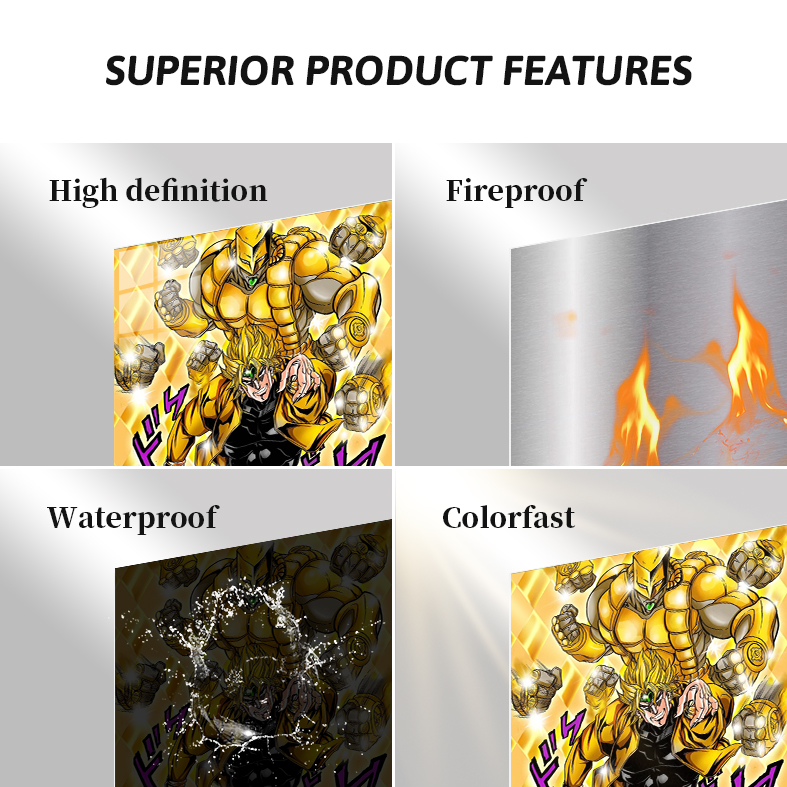 SUPERIOR PRODUCT FEATURES
High definition
Fireproof
Waterproof
Colorfast